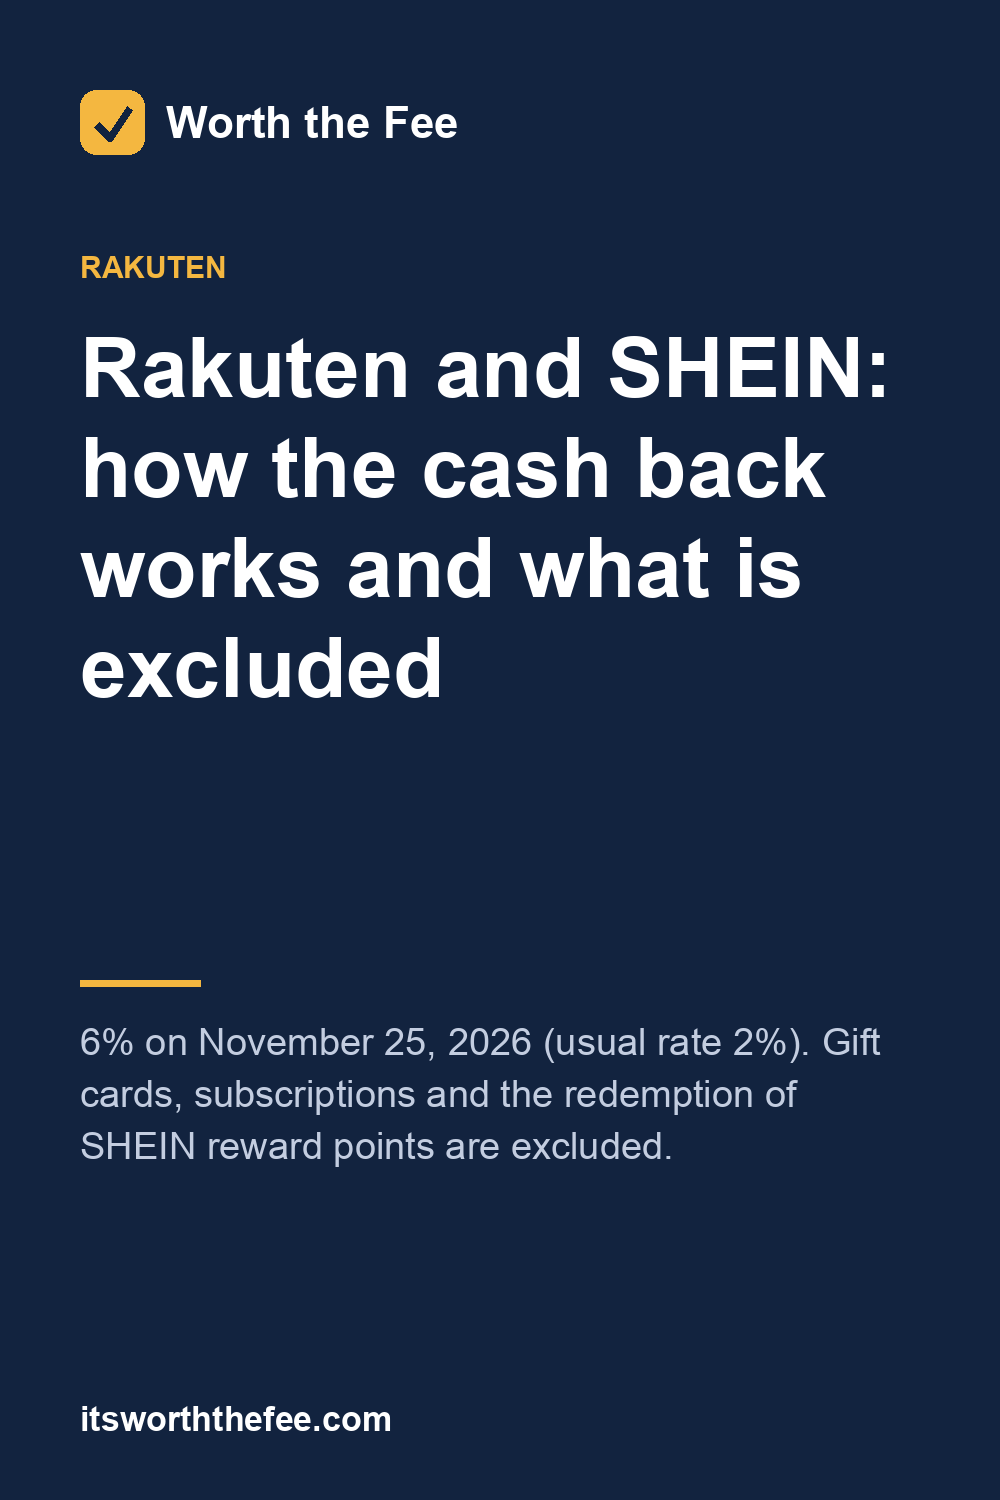 Worth the Fee
RAKUTEN
Rakuten and SHEIN:
how the cash back
works and what is
excluded
6% on November 25, 2026 (usual rate 2%). Gift
cards, subscriptions and the redemption of
SHEIN reward points are excluded.
itsworththefee.com